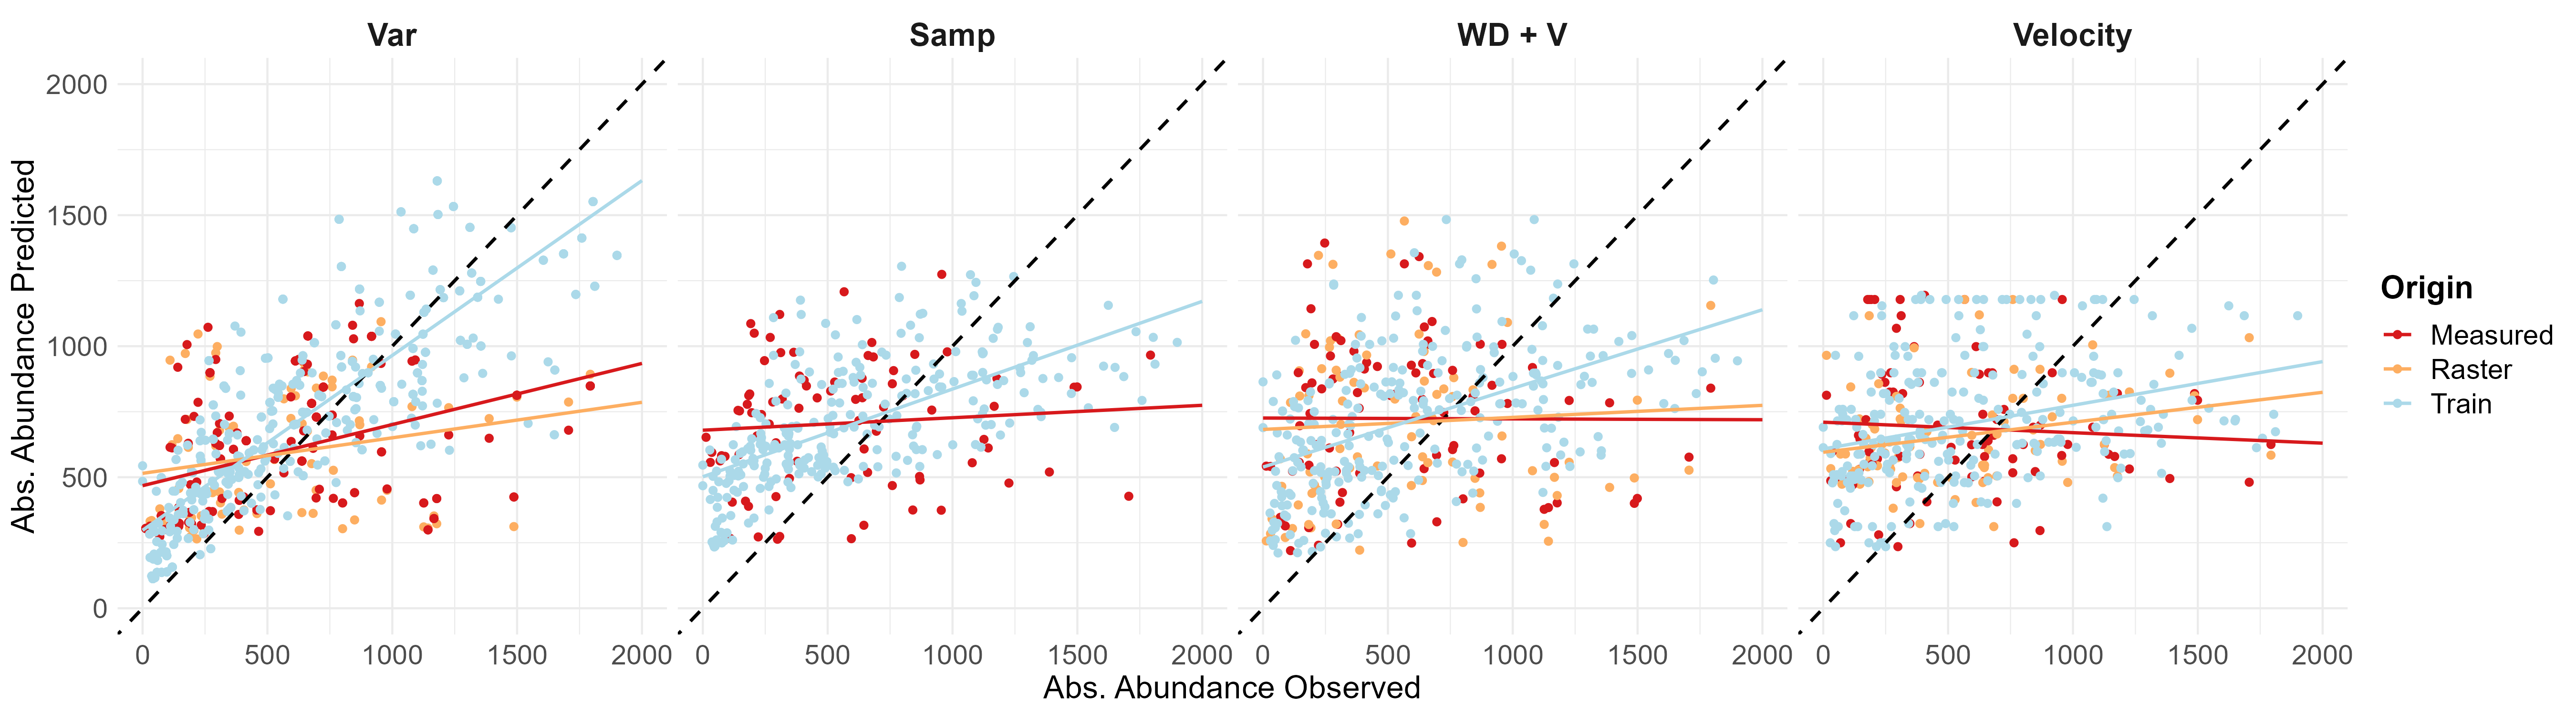 Var Samp WD + V Velocity
2000
1500
1000
500
0
Abs. Abundance Predicted
0 500 1000 1500 2000 0 500 1000 1500 2000 0 500 1000 1500 2000 0 500 1000 1500 2000
Abs. Abundance Observed
Origin
Measured
Raster
Train